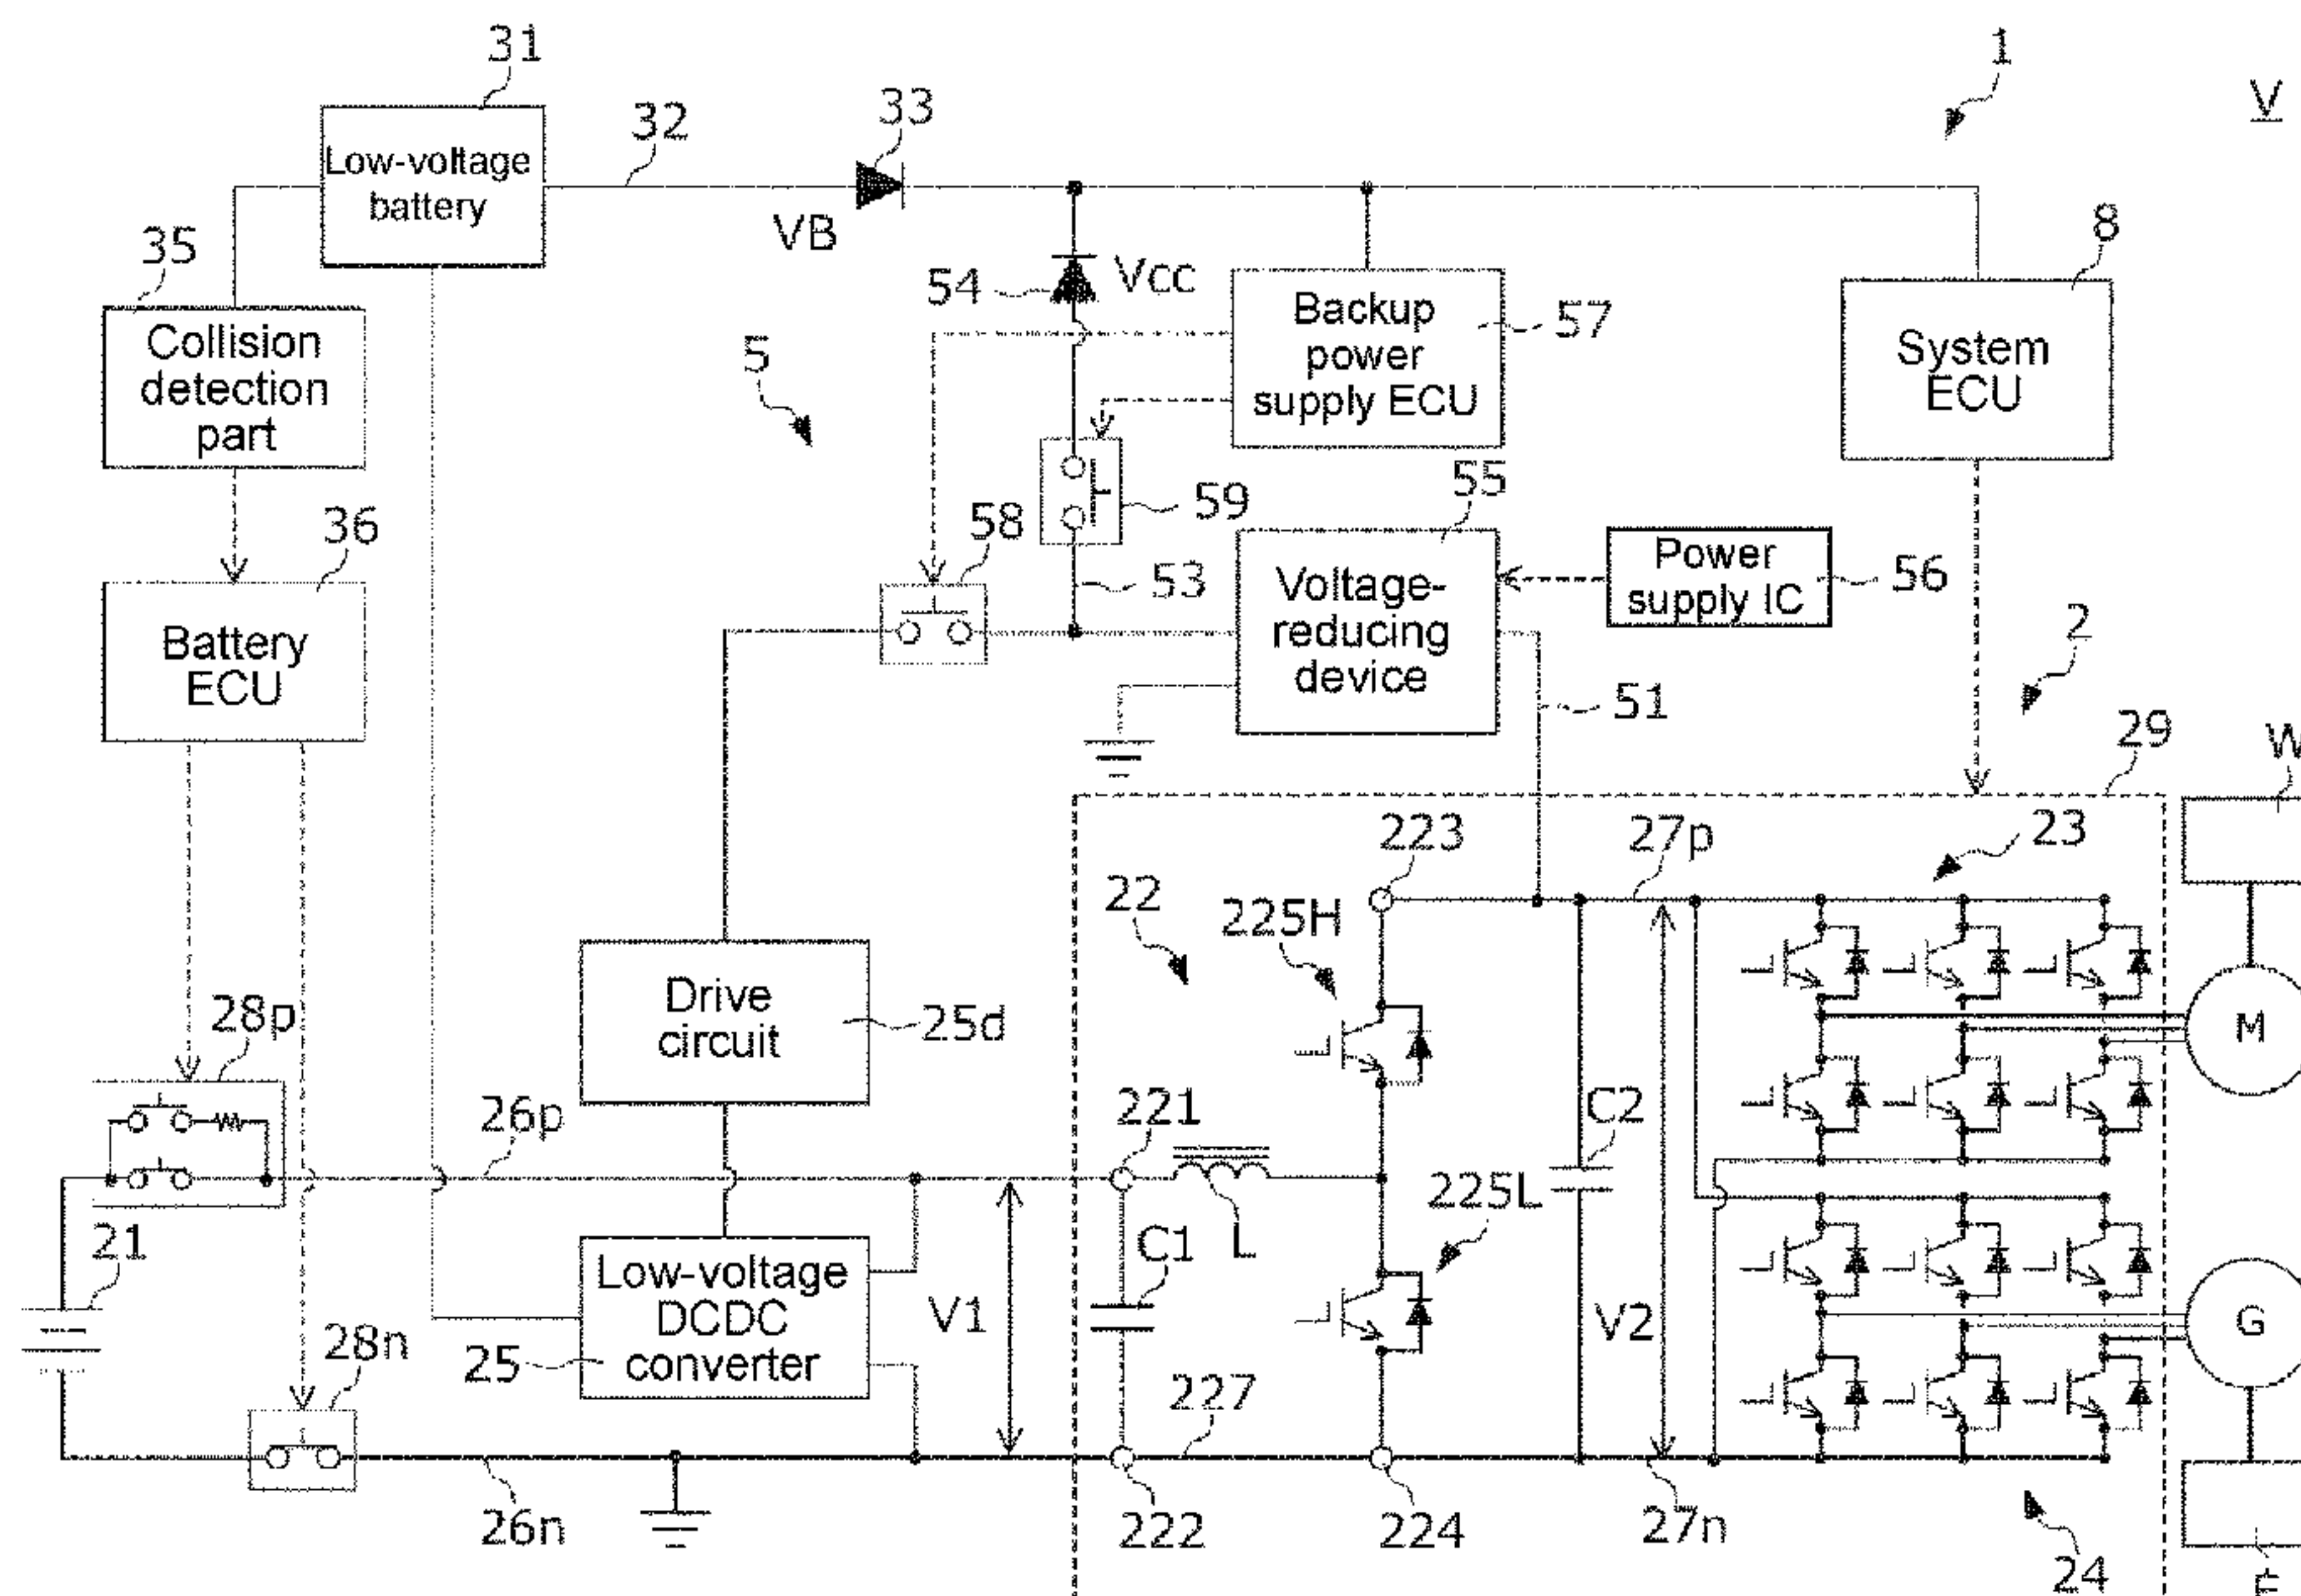 31
1
V
32
33
Low-voltage
battery
VB
35
8
54
Vcc
Collision
detection
part
Backup
power
supply ECU
57
5
System
ECU
59
55
58
36
53
Power
supply IC
56
Battery
ECU
Voltage-
reducing
device
2
51
29
W
223
27p
23
22
225H
28p
Drive
circuit
25d
M
26p
221
C2
225L
21
L
C1
Low-voltage
DCDC
converter
25
V1
V2
G
28n
227
26n
222
224
27n
24